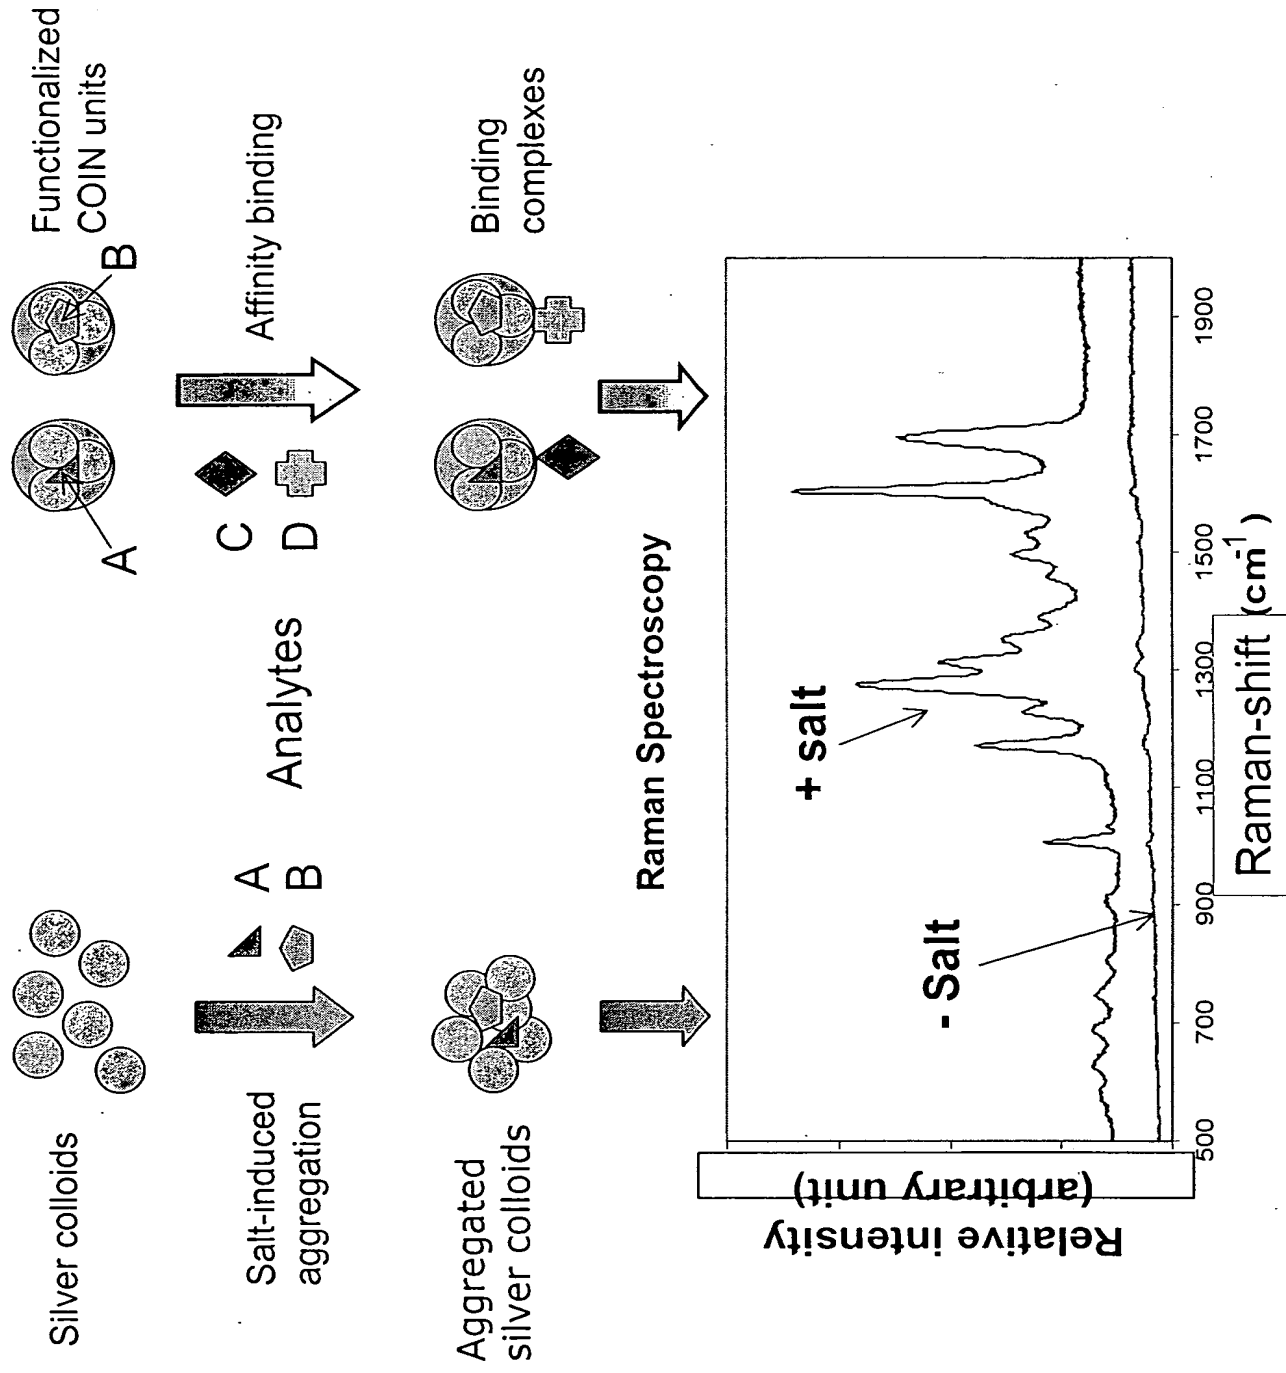 Silver colloids
Functionalized
COIN units
A
B
Salt-induced
aggregation
A
B
Analytes
C
D
Affinity binding
Aggregated
silver colloids
Binding
complexes
Raman Spectroscopy
Relative intensity
(arbitrary unit)
+ salt
- Salt
500 700 900 1100 1300 1500 1700 1900
Raman-shift (cm-1)